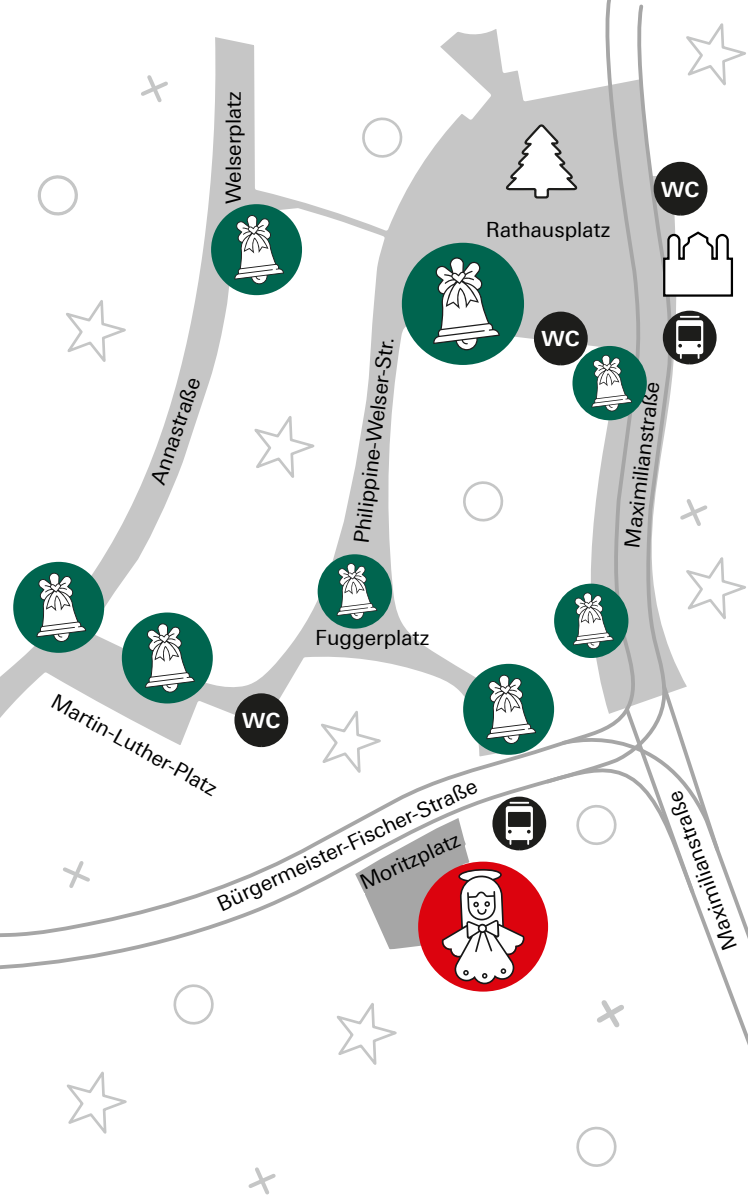 Welserplatz
WC
Rathausplatz
WC
Philippine-Welser-Str.
Annastraße
Maximilianstraße
Fuggerplatz
WC
Martin-Luther-Platz
Bürgermeister-Fischer-Straße
Moritzplatz
Maximilianstraße